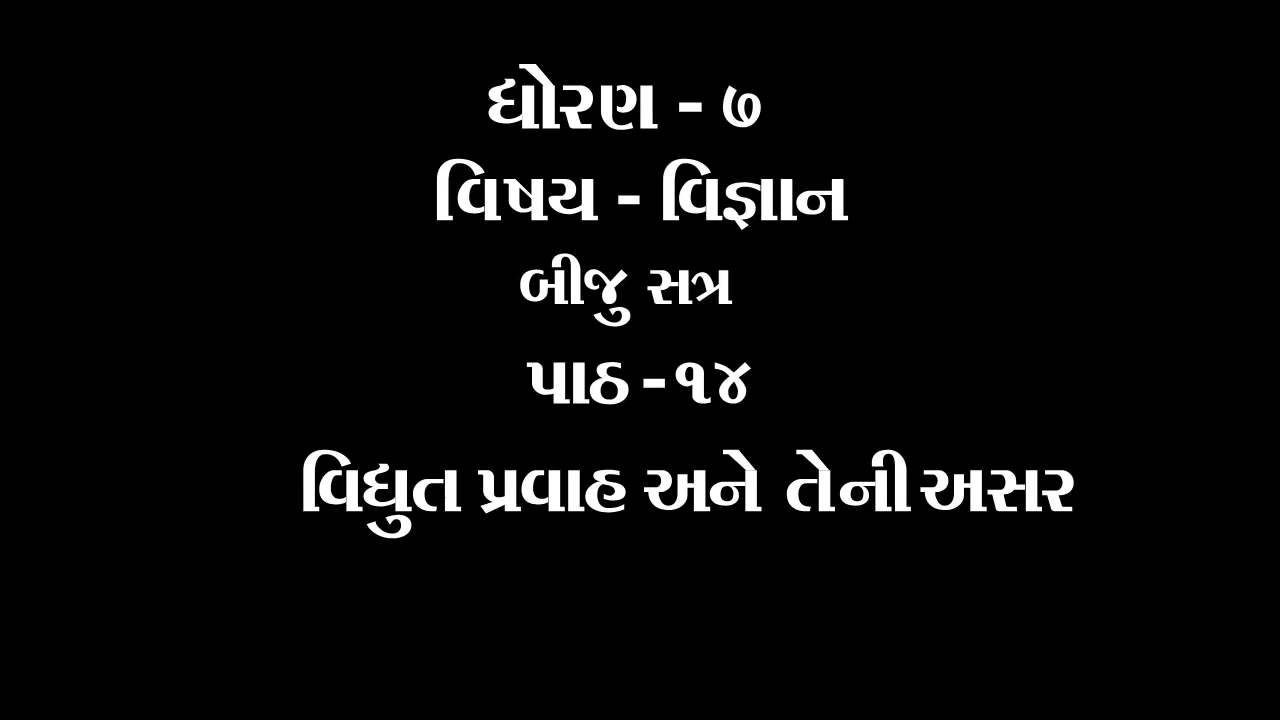 ધોરણ - ૭
વિષય - વિજ્ઞાન
બીજુ સત્ર
પાઠ - ૧૪
વિદ્યુત પ્રવાહ અને તેની અસર